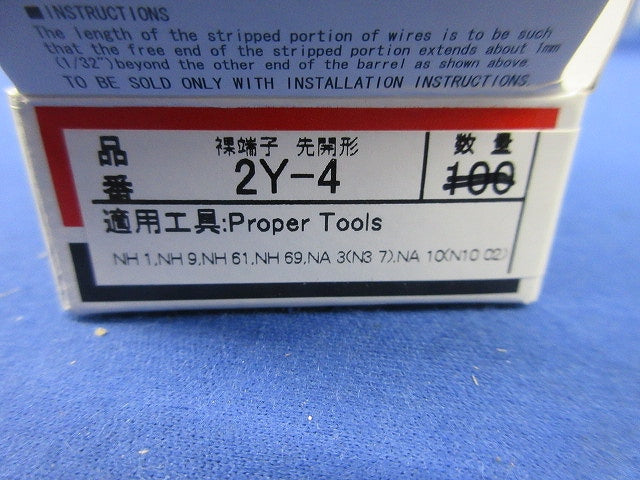 ■INSTRUCTIONS
The length of the stripped portion of wires is to be such
that the free end of the stripped portion extends about 1mm
(1/32")beyond the other end of the barrel as shown above.
TO BE SOLD ONLY WITH INSTALLATION INSTRUCTIONS.
品番
裸端子 先開形
2Y-4
数量
100
適用工具:Proper Tools
NH 1,NH 9,NH 61,NH 69,NA 3(N3 7),NA 10(N10 02)